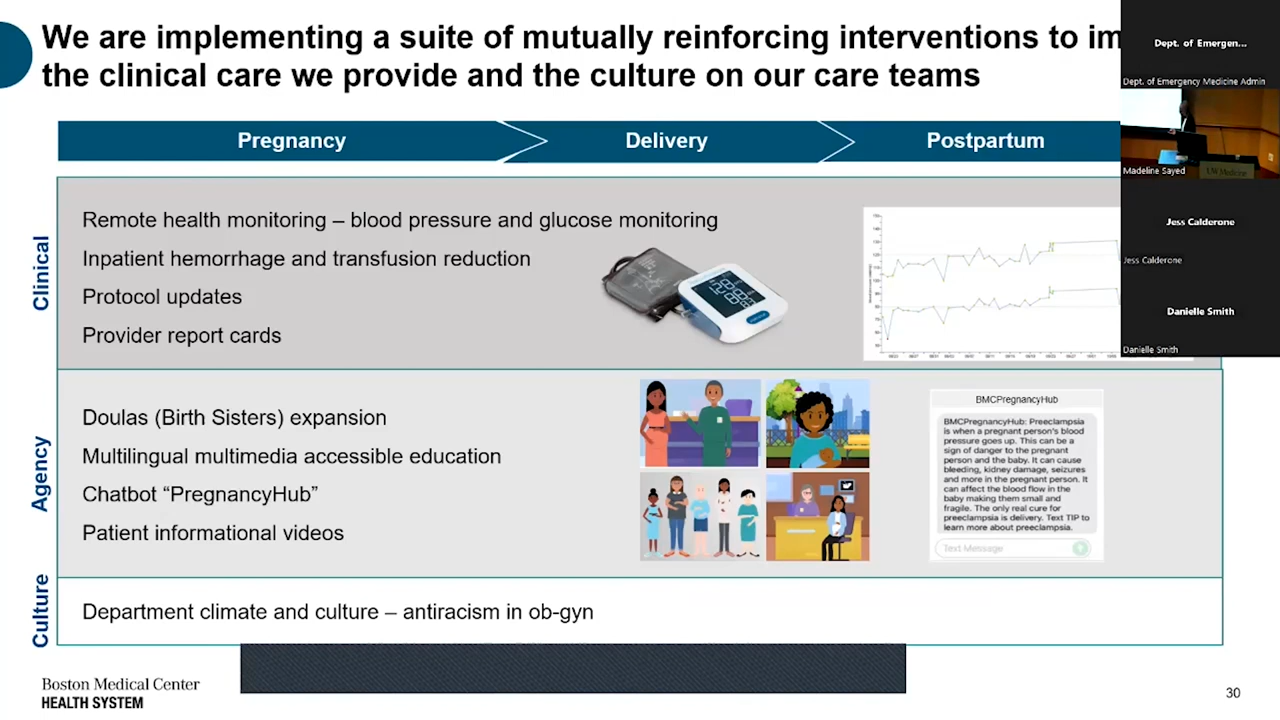 We are implementing a suite of mutually reinforcing interventions to im
the clinical care we provide and the culture on our care teams
Dept. of Emergen...
Dept. of Emergency Medicine Admin
UW Medicine
Madeline Sayed
Jess Calderone
Jess Calderone
Danielle Smith
Danielle Smith
Pregnancy
Delivery
Postpartum
Clinical
Remote health monitoring – blood pressure and glucose monitoring
Inpatient hemorrhage and transfusion reduction
Protocol updates
Provider report cards
Agency
Doulas (Birth Sisters) expansion
Multilingual multimedia accessible education
Chatbot “PregnancyHub”
Patient informational videos
BMCPregnancyHub
BMCPregnancyHub: Preeclampsia
is when a pregnant person's blood
pressure goes up. This can be a
sign of danger to the pregnant
person and the baby. It can cause
bleeding, kidney damage, seizures
and more in the pregnant person. It
can affect the blood flow in the
baby making them small and
fragile. The only real cure for
preeclampsia is delivery. Text TIP to
learn more about preeclampsia.
Text Message
Culture
Department climate and culture – antiracism in ob-gyn
Boston Medical Center
HEALTH SYSTEM
30